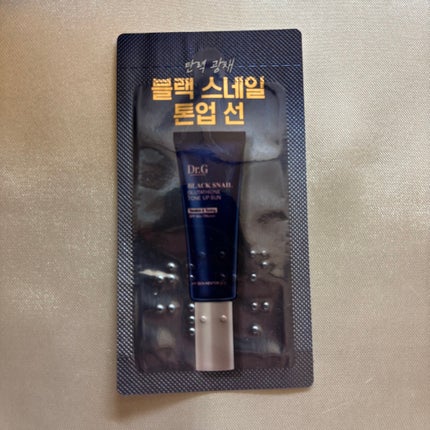 탄력 광채
블랙 스네일
톤업 선
Dr.G
BLACK SNAIL
GLUTATHIONE
TONE UP SUN